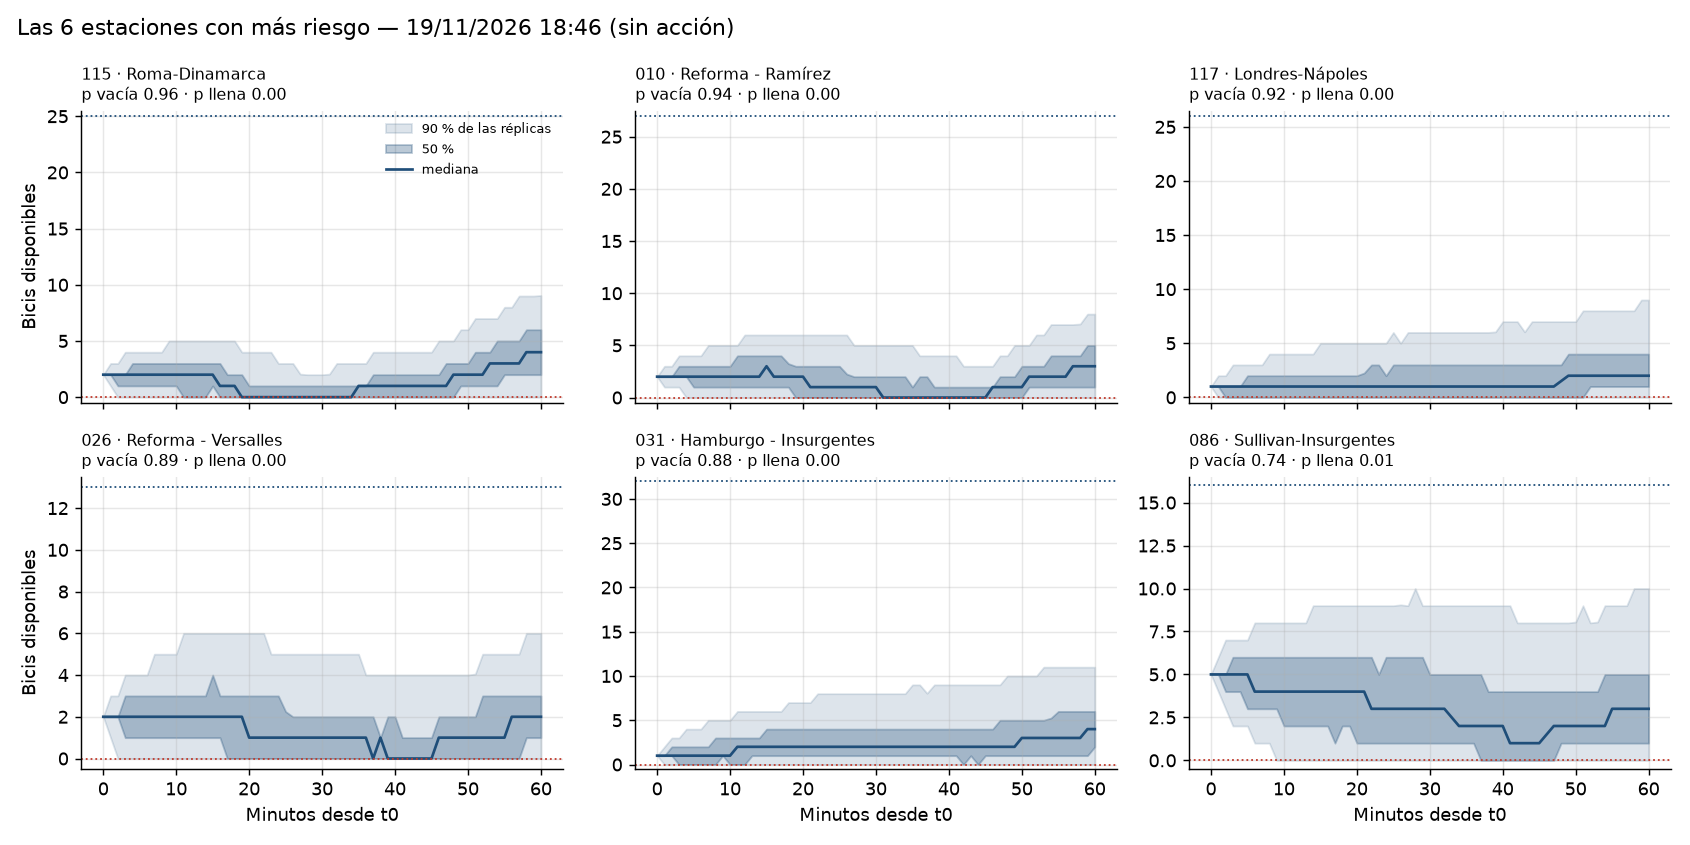 Las 6 estaciones con más riesgo — 19/11/2026 18:46 (sin acción)
115 · Roma-Dinamarca
p vacía 0.96 · p llena 0.00
25
20
15
10
5
0
Bicis disponibles
90 % de las réplicas
50 %
mediana
010 · Reforma - Ramírez
p vacía 0.94 · p llena 0.00
25
20
15
10
5
0
117 · Londres-Nápoles
p vacía 0.92 · p llena 0.00
25
20
15
10
5
0
026 · Reforma - Versalles
p vacía 0.89 · p llena 0.00
12
10
8
6
4
2
0
Bicis disponibles
0 10 20 30 40 50 60
Minutos desde t0
031 · Hamburgo - Insurgentes
p vacía 0.88 · p llena 0.00
30
25
20
15
10
5
0
0 10 20 30 40 50 60
Minutos desde t0
086 · Sullivan-Insurgentes
p vacía 0.74 · p llena 0.01
15.0
12.5
10.0
7.5
5.0
2.5
0.0
0 10 20 30 40 50 60
Minutos desde t0